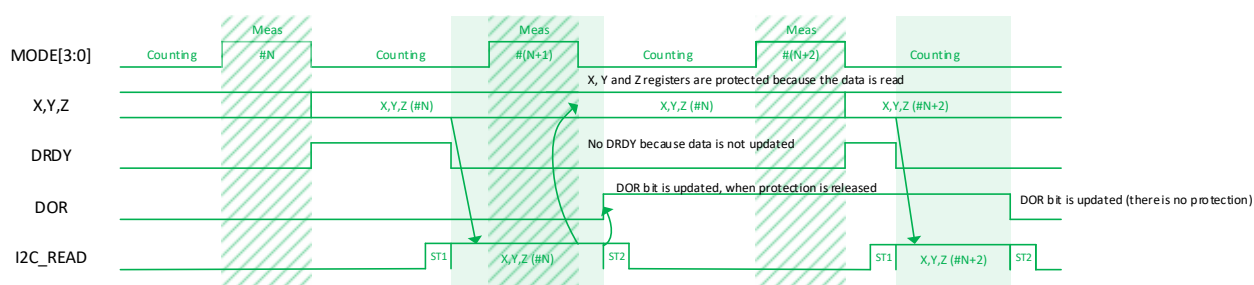 Meas Meas Meas
MODE[3:0] Counting #N Counting #(N+1) Counting #(N+2) Counting
X, Y and Z registers are protected because the data is read
X,Y,Z X,Y,Z (#N) X,Y,Z (#N) X,Y,Z (#N+2)
DRDY No DRDY because data is not updated
DOR bit is updated, when protection is released
DOR DOR bit is updated (there is no protection)
I2C_READ ST1 X,Y,Z (#N) ST2 ST1 X,Y,Z (#N+2) ST2